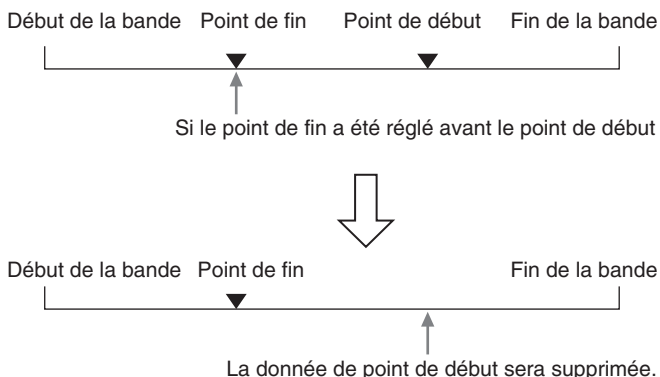 Début de la bande Point de fin Point de début Fin de la bande
Si le point de fin a été réglé avant le point de début
Début de la bande Point de fin Fin de la bande
La donnée de point de début sera supprimée.